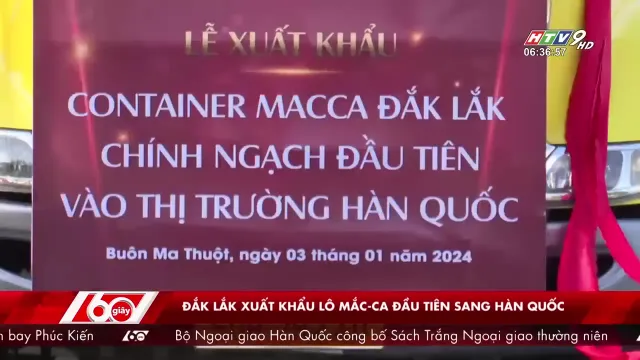 LỄ XUẤT KHẨU
HTV9 HD
06:36:57
CONTAINER MACCA ĐẮK LẮK
CHÍNH NGẠCH ĐẦU TIÊN
VÀO THỊ TRƯỜNG HÀN QUỐC
Buôn Ma Thuột, ngày 03 tháng 01 năm 2024
60 giây
ĐẮK LẮK XUẤT KHẨU LÔ MẮC-CA ĐẦU TIÊN SANG HÀN QUỐC
n bay Phúc Kiến 60s Bộ Ngoại giao Hàn Quốc công bố Sách Trắng Ngoại giao thường niên